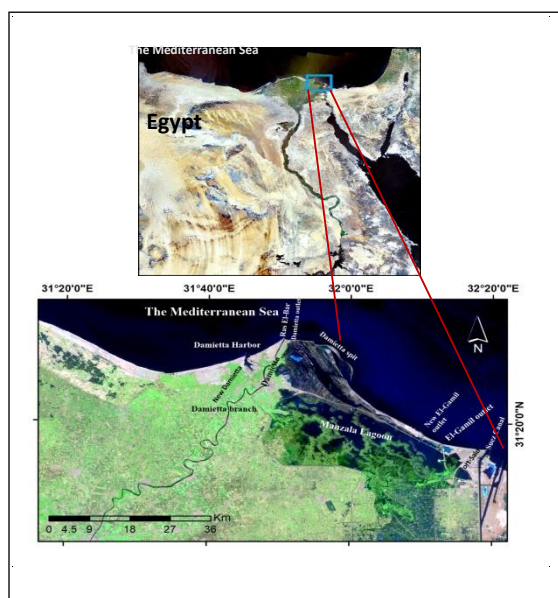 The Mediterranean Sea
Egypt
31°20'0"E
31°40'0"E
32°0'0"E
32°20'0"E
The Mediterranean Sea
Ras El-Bar
Damietta outlet
Damietta spit
N
Damietta Harbor
New Damietta
Damietta
Damietta branch
Manzala Lagoon
New El-Gamil
outlet
El-Gamil outlet
Suez Canal
Port-Said
31°20'0"N
Km
0 4.5 9 18 27 36